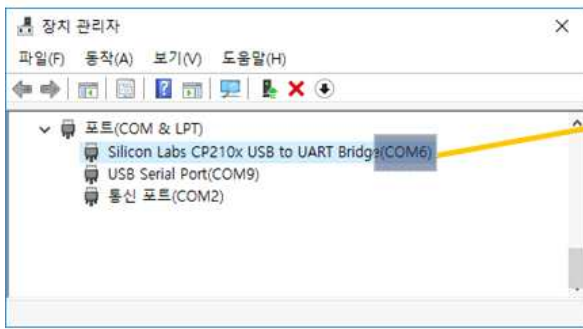 장치 관리자
파일(F) 동작(A) 보기(V) 도움말(H)
포트(COM & LPT)
Silicon Labs CP210x USB to UART Bridge(COM6)
USB Serial Port(COM9)
통신 포트(COM2)